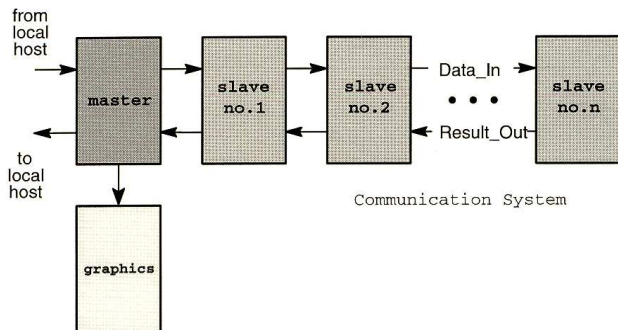 from
local
host
master
slave
no.1
slave
no.2
Data_In
• • •
Result_Out
slave
no.n
to
local
host
Communication System
graphics